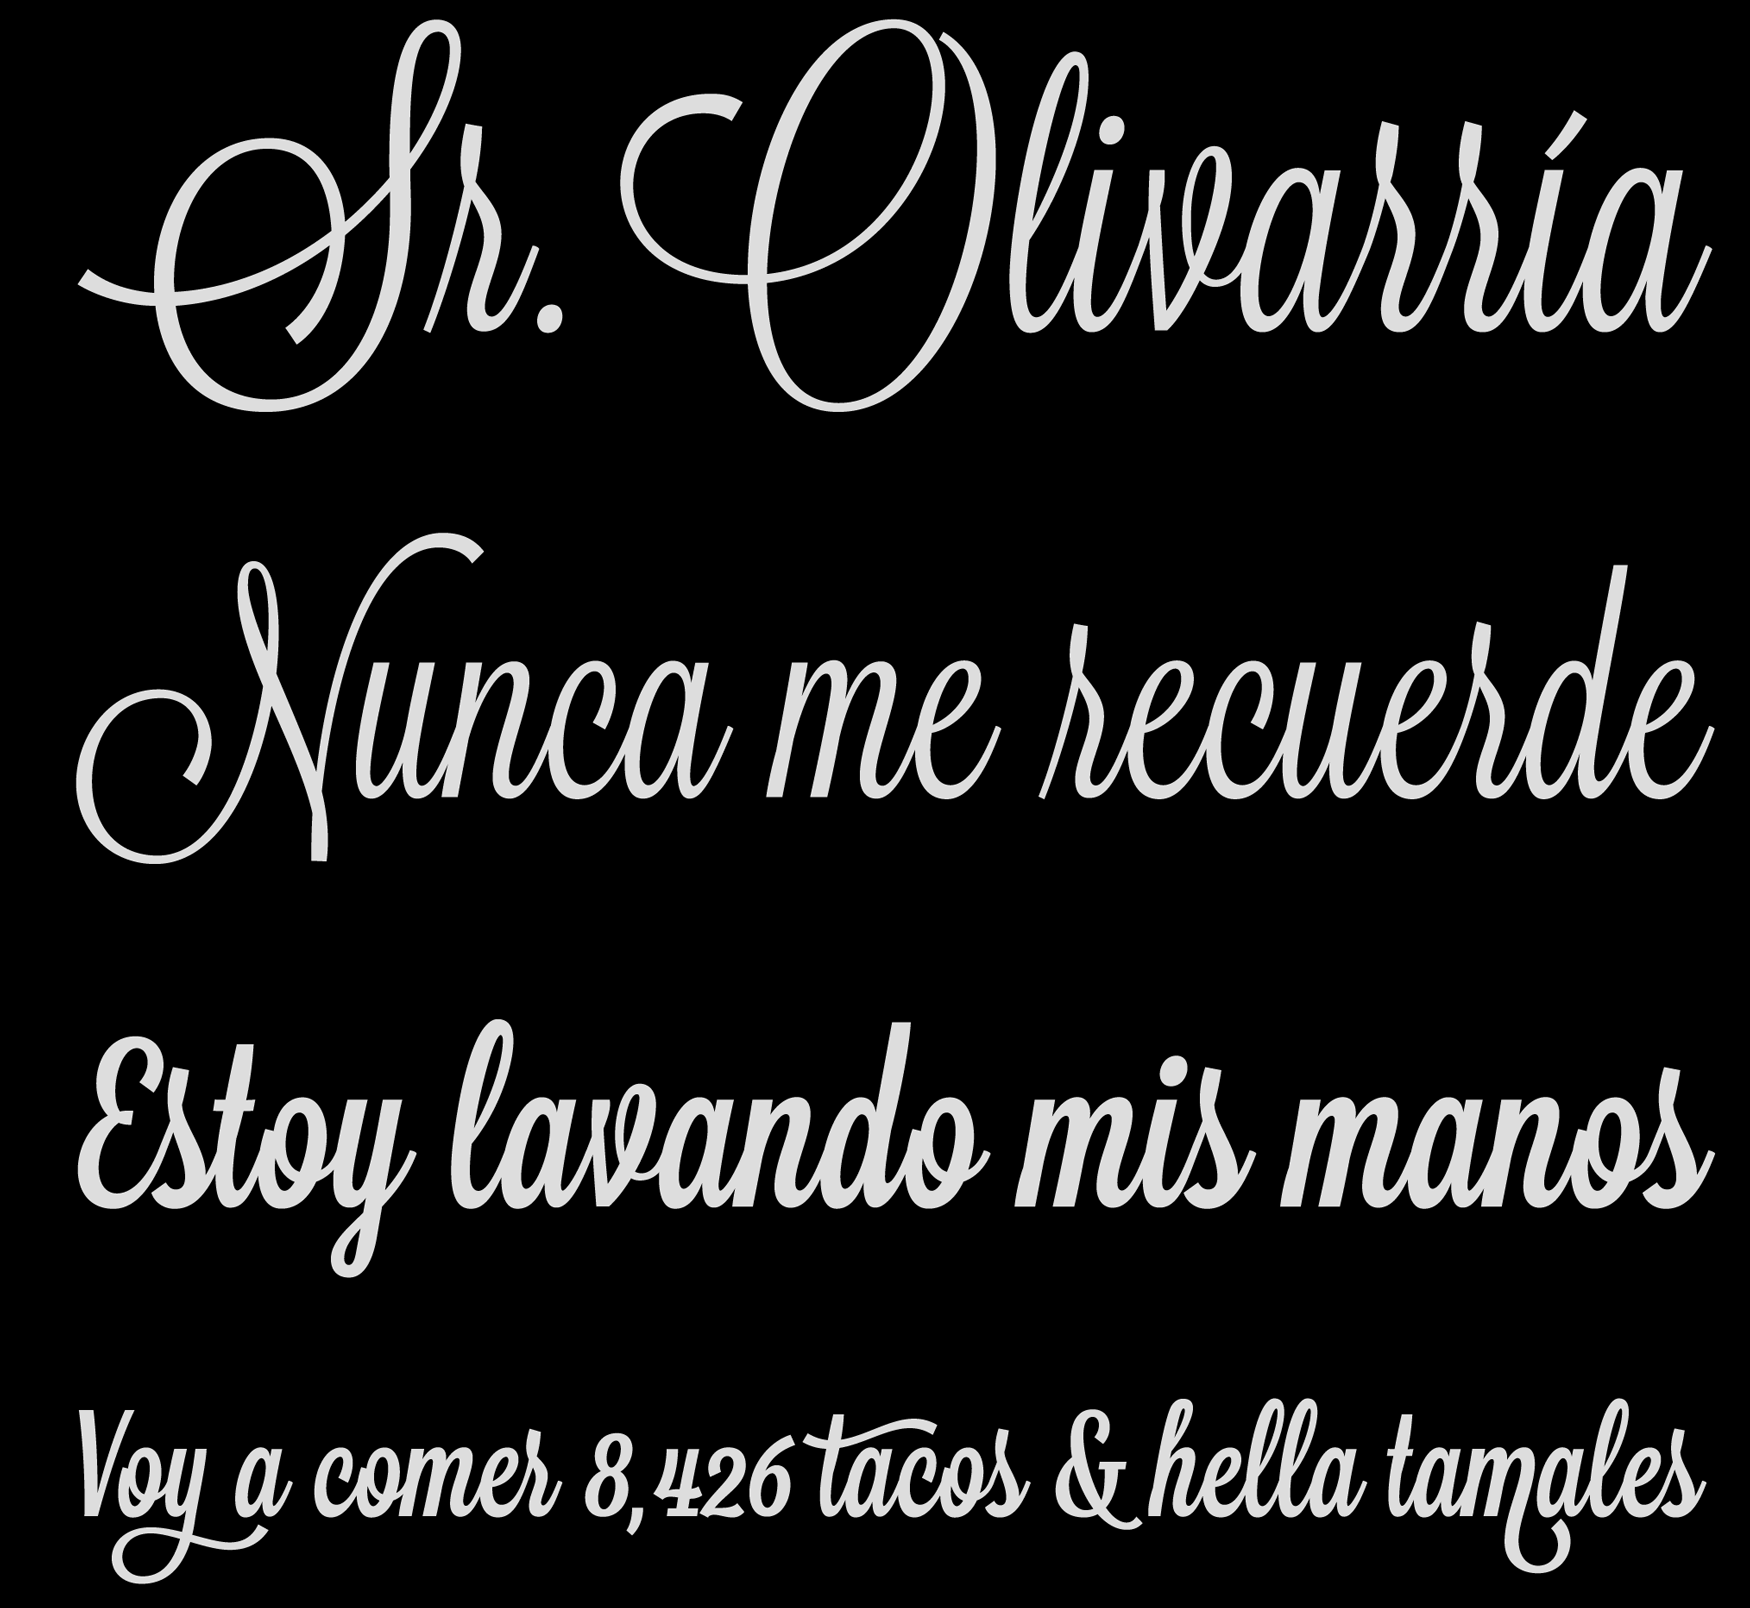 Sr. Olivarría
Nunca me recuerde
Estoy lavando mis manos
Voy a comer 8,426 tacos & hella tamales